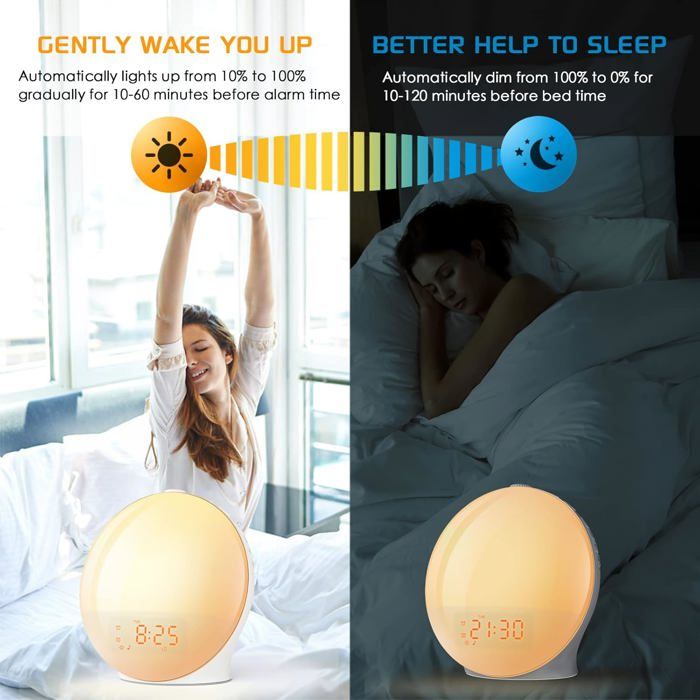 GENTLY WAKE YOU UP
Automatically lights up from 10% to 100%
gradually for 10-60 minutes before alarm time
BETTER HELP TO SLEEP
Automatically dim from 100% to 0% for
10-120 minutes before bed time
8:25
21:30